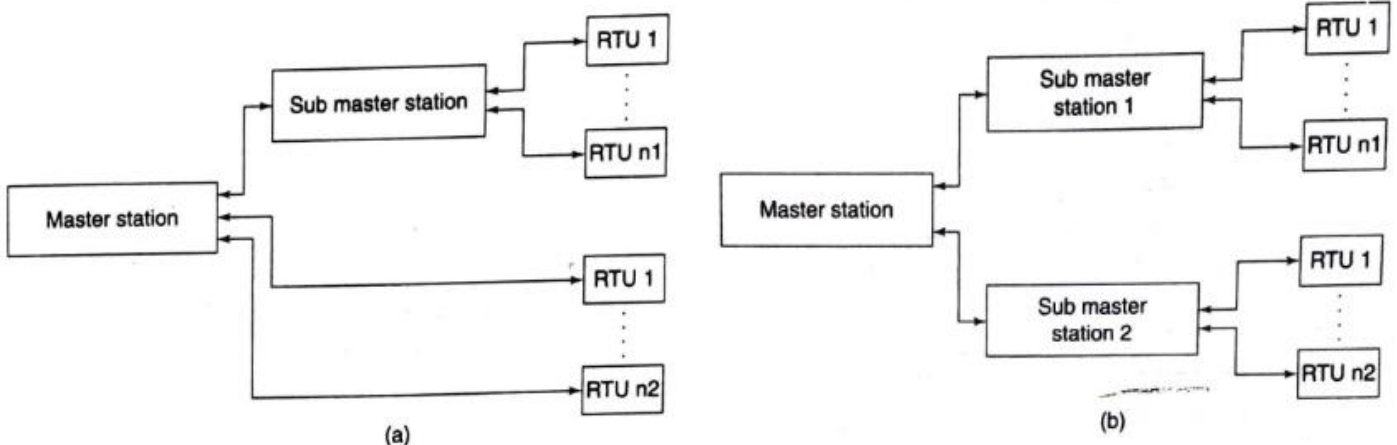 RTU 1
Sub master station
RTU n1
Master station
RTU 1
RTU n2
(a)
RTU 1
Sub master
station 1
RTU n1
Master station
RTU 1
Sub master
station 2
RTU n2
(b)